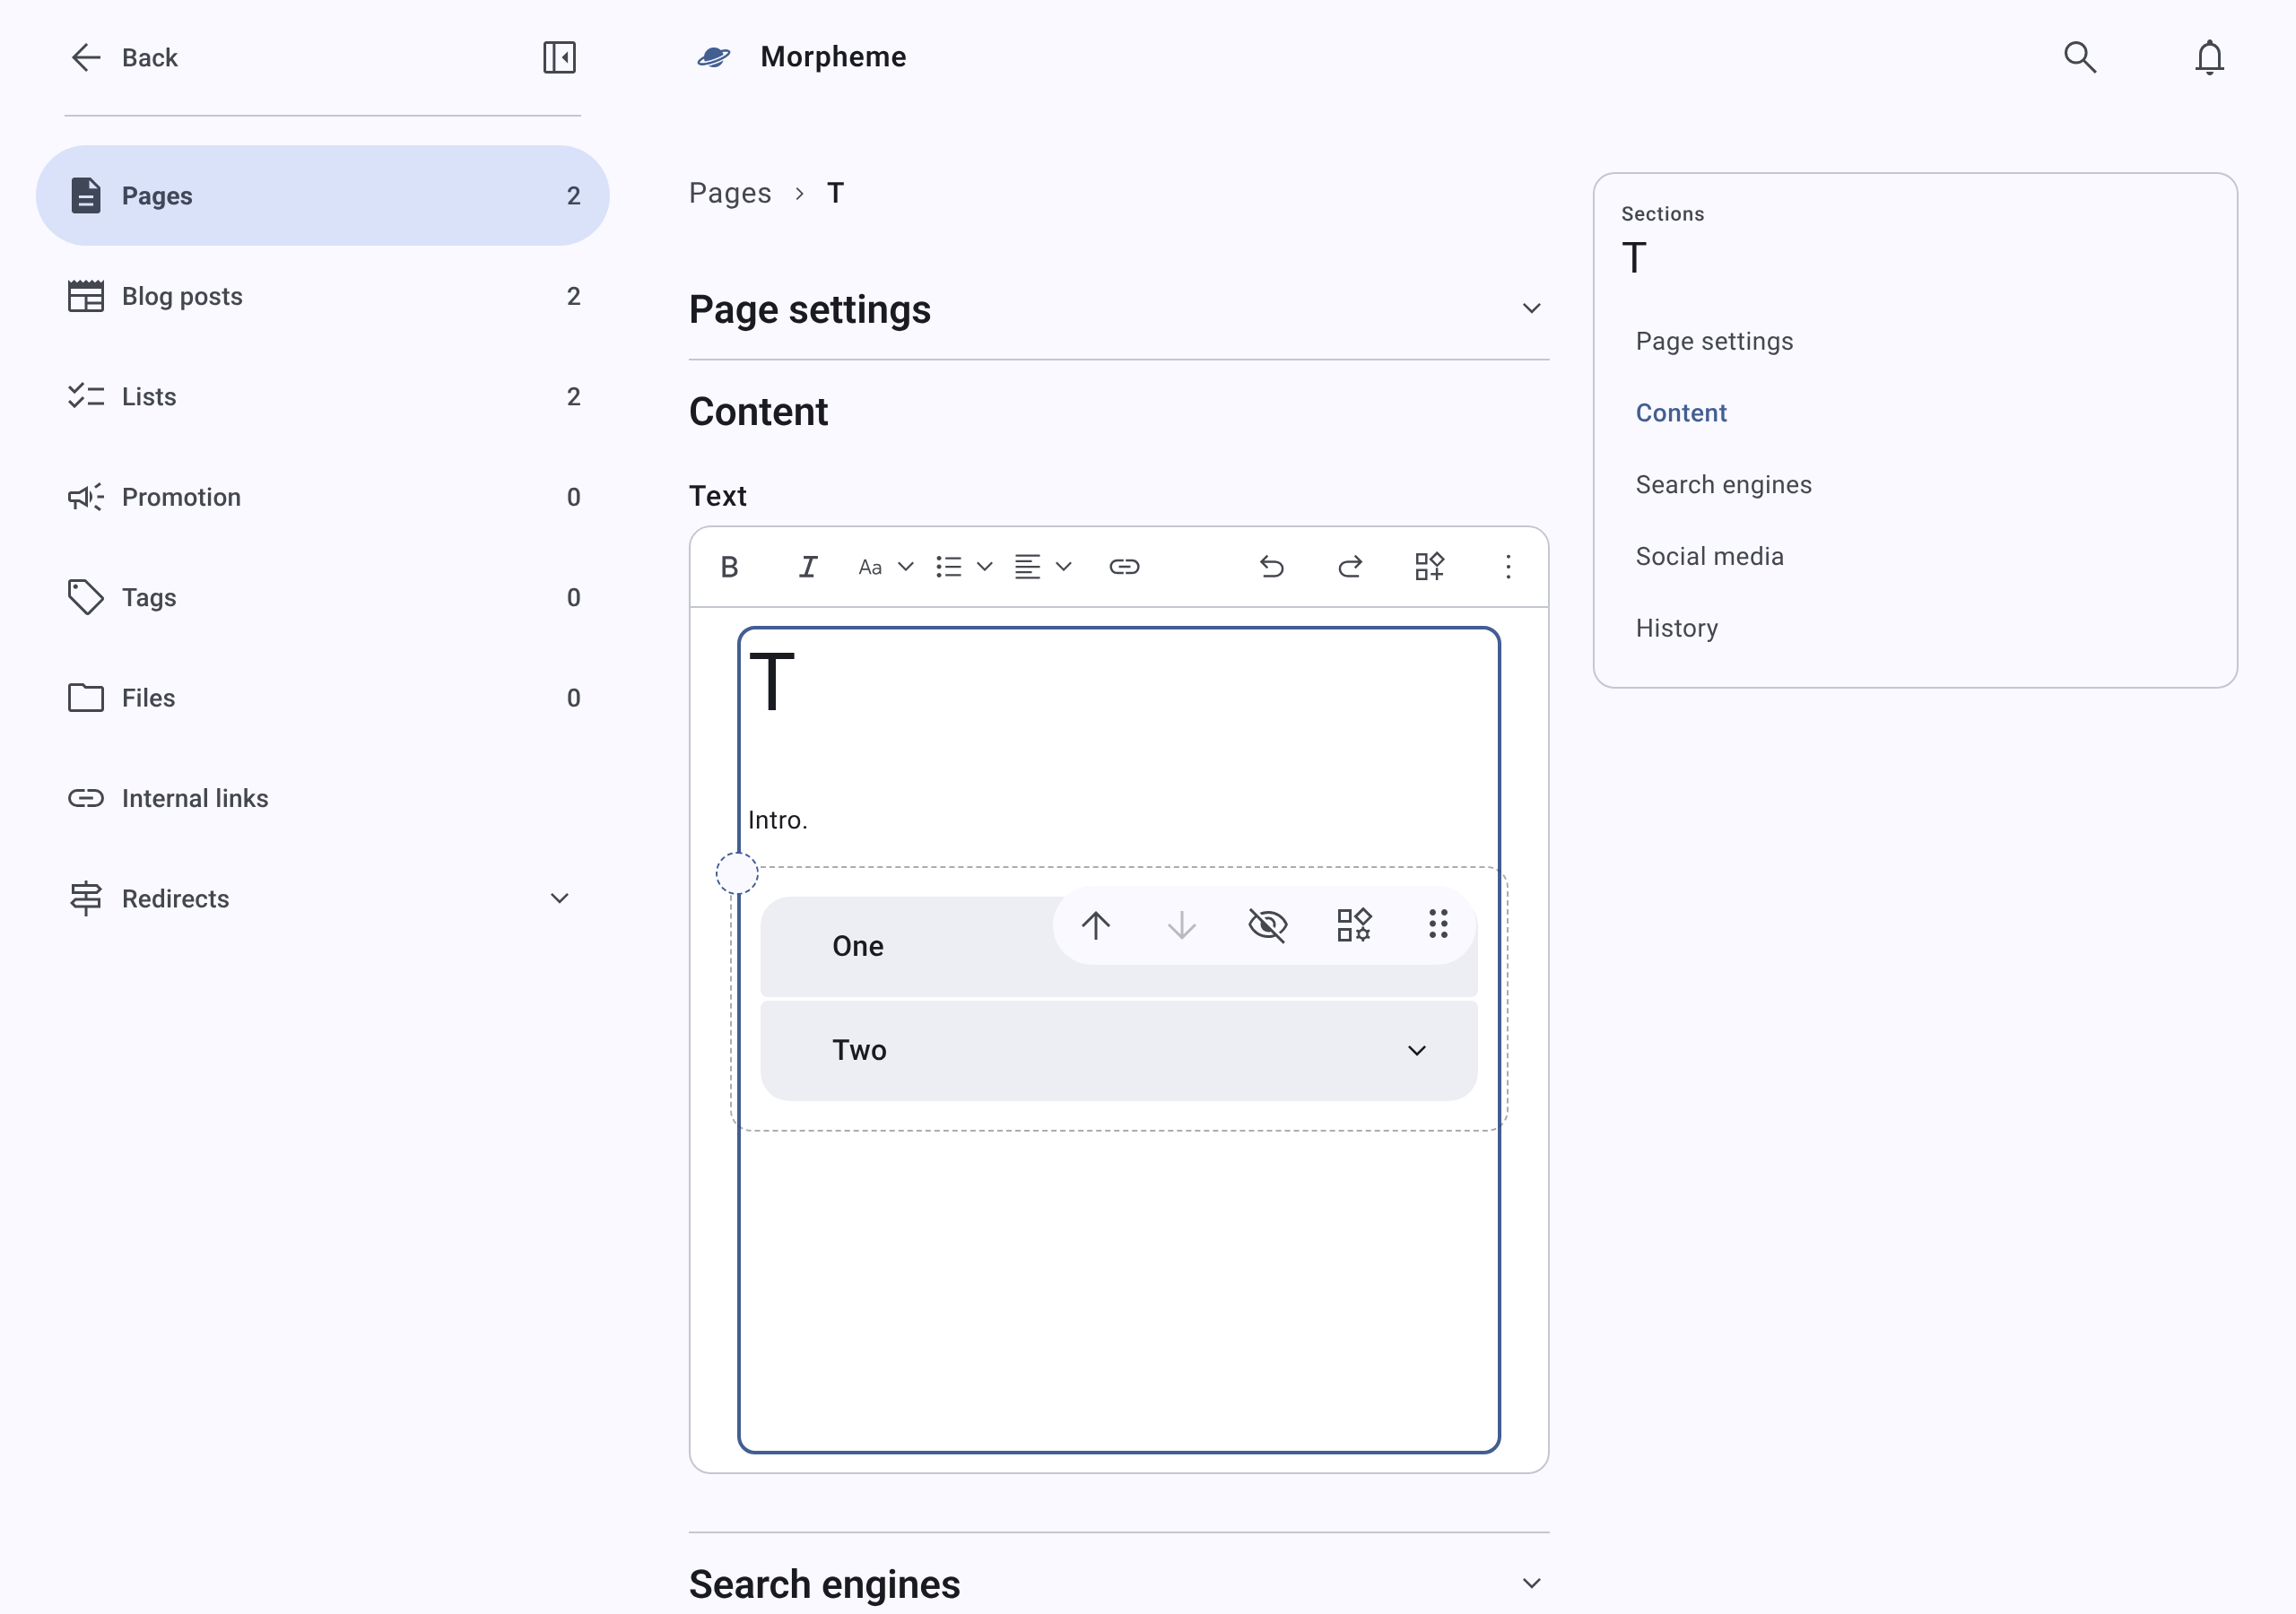 Back
Morpheme
Pages 2
Blog posts 2
Lists 2
Promotion 0
Tags 0
Files 0
Internal links
Redirects
Pages > T
Page settings
Content
Text
B I Aa
T
Intro.
One
Two
Search engines
Sections
T
Page settings
Content
Search engines
Social media
History